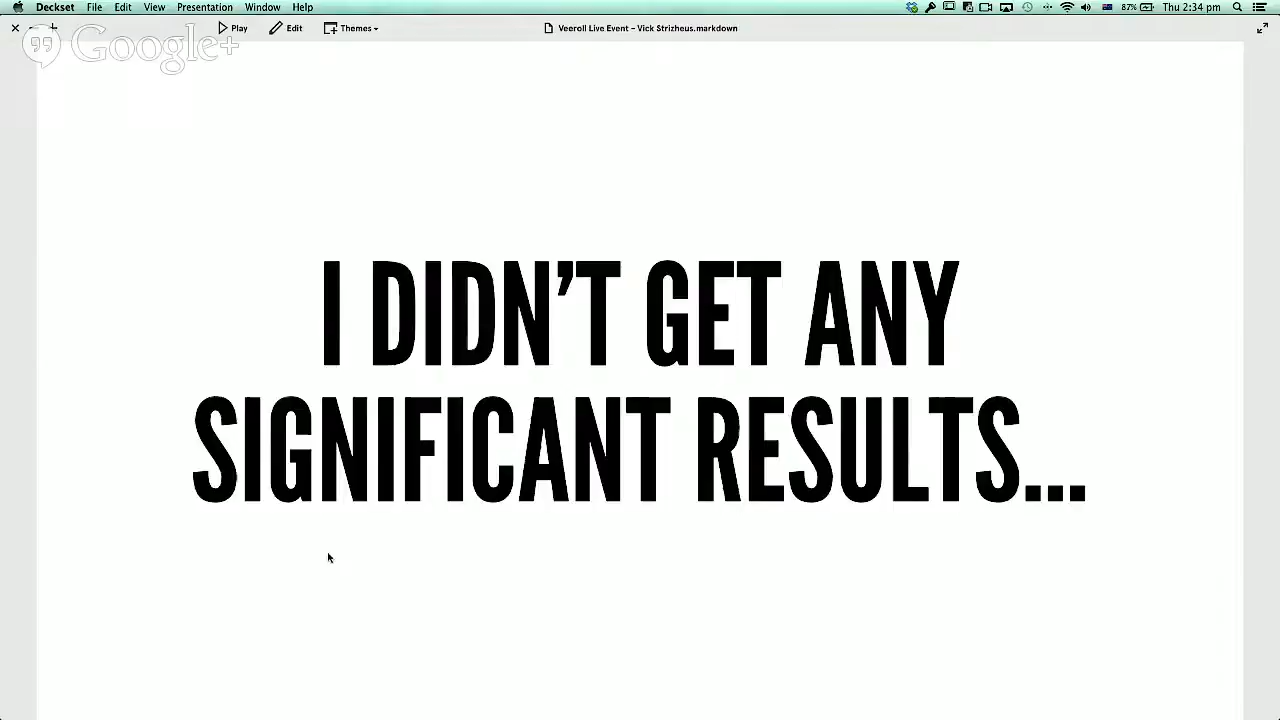 Deckset File Edit View Presentation Window Help 87% Thu 2:34 pm
Play Edit Themes Veeroll Live Event – Vick Strizheus.markdown
Google+
I DIDN’T GET ANY
SIGNIFICANT RESULTS...